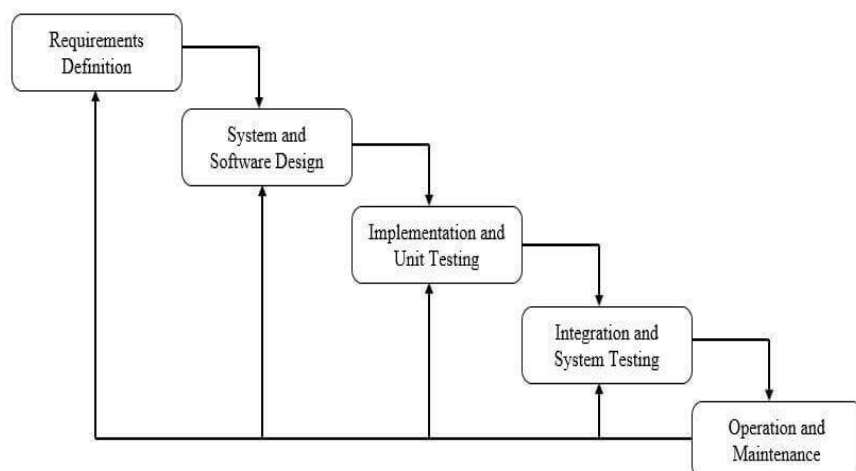 Requirements
Definition
System and
Software Design
Implementation and
Unit Testing
Integration and
System Testing
Operation and
Maintenance